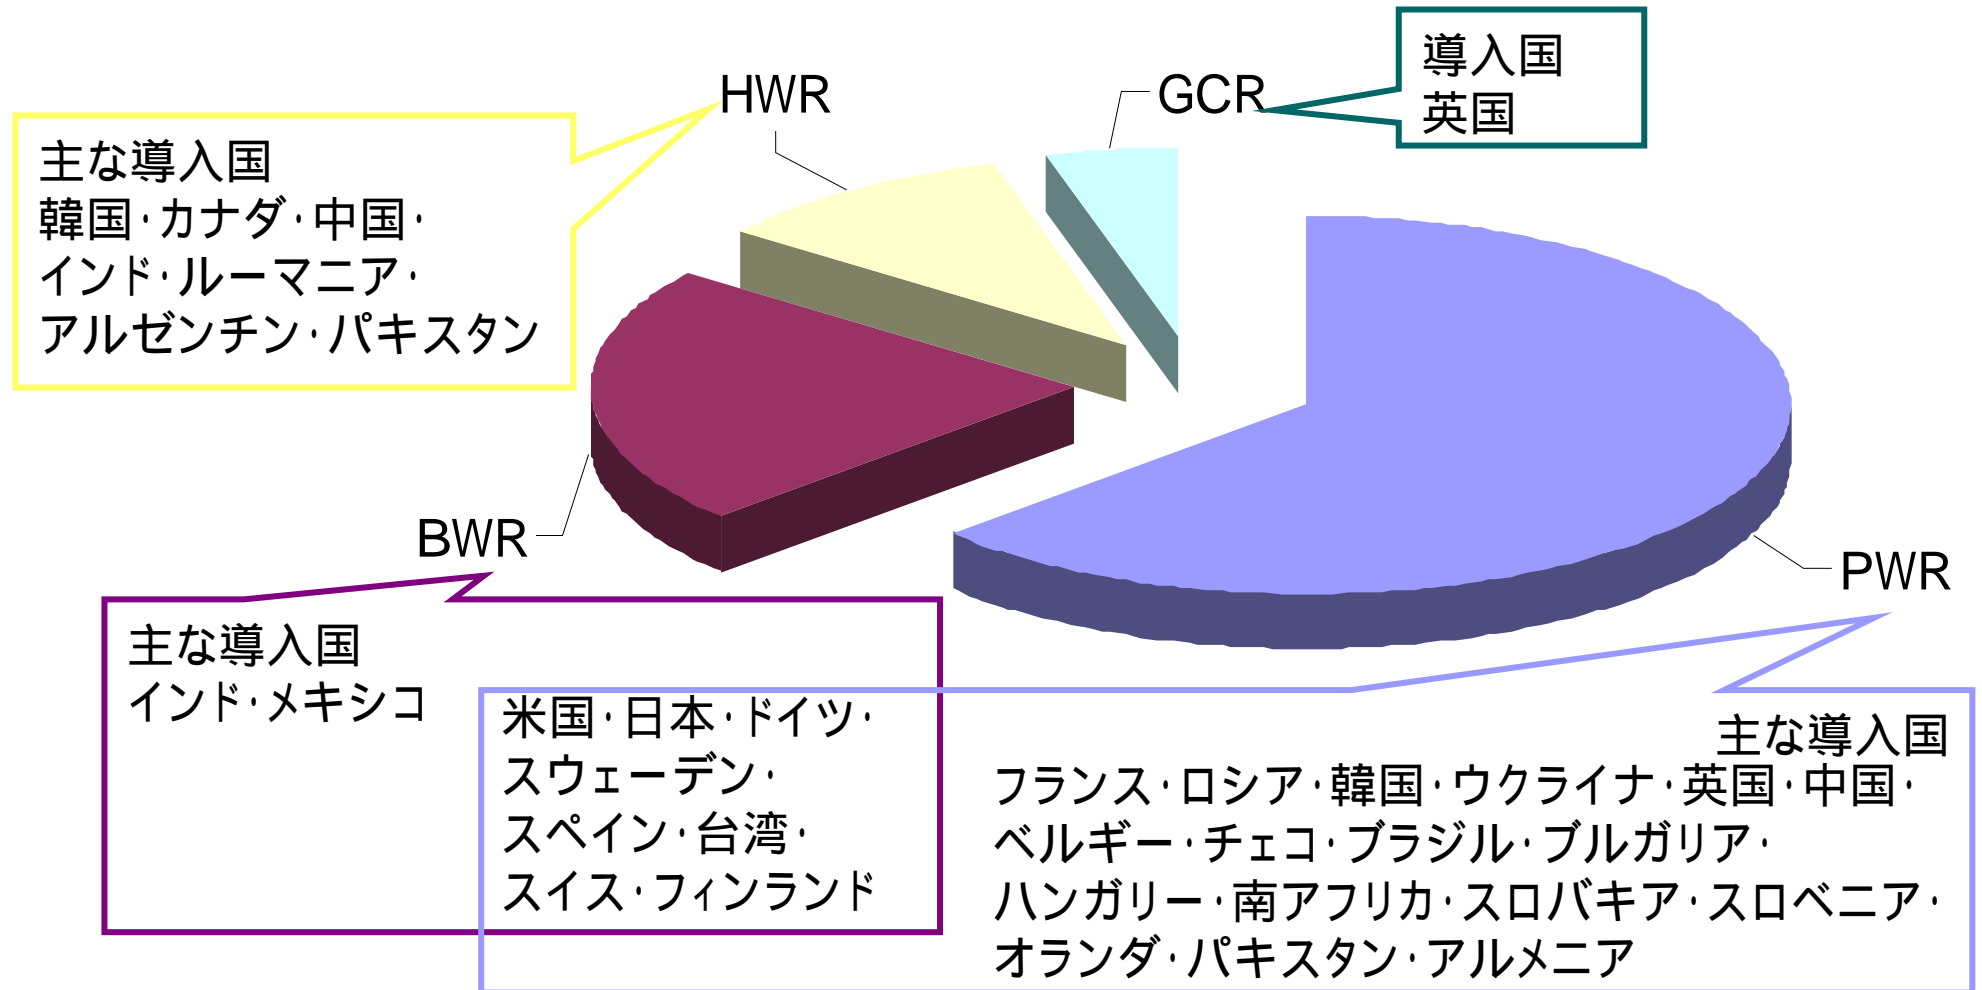 HWR
GCR
導入国
英国
主な導入国
韓国・カナダ・中国・
インド・ルーマニア・
アルゼンチン・パキスタン
BWR
PWR
主な導入国
インド・メキシコ
米国・日本・ドイツ・
スウェーデン・
スペイン・台湾・
スイス・フィンランド
主な導入国
フランス・ロシア・韓国・ウクライナ・英国・中国・
ベルギー・チェコ・ブラジル・ブルガリア・
ハンガリー・南アフリカ・スロバキア・スロベニア・
オランダ・パキスタン・アルメニア